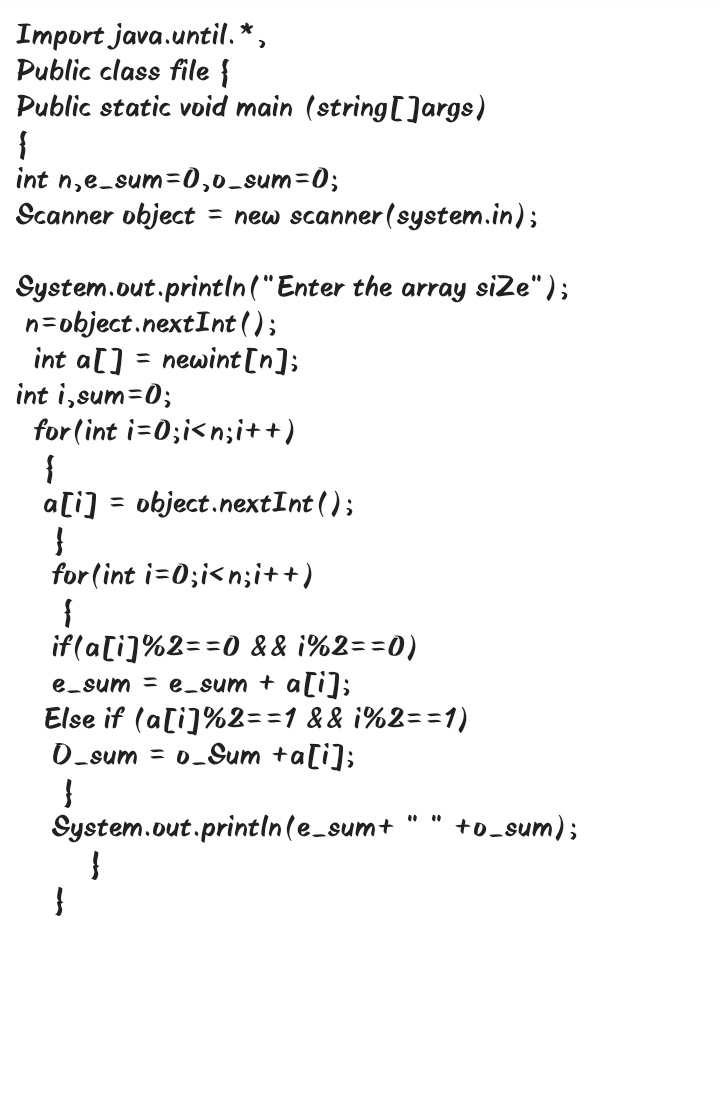 Import java.until.*,
Public class file {
Public static void main (string[]args)
{
int n,e_sum=0,o_sum=0;
Scanner object = new scanner(system.in);
System.out.println("Enter the array siZe");
n=object.nextInt();
int a[] = newint[n];
int i,sum=0;
for(int i=0;i<n;i++)
{
a[i] = object.nextInt();
}
for(int i=0;i<n;i++)
{
if(a[i]%2==0 && i%2==0)
e_sum = e_sum + a[i];
Else if (a[i]%2==1 && i%2==1)
O_sum = o_Sum +a[i];
}
System.out.println(e_sum+ " " +o_sum);
}
}